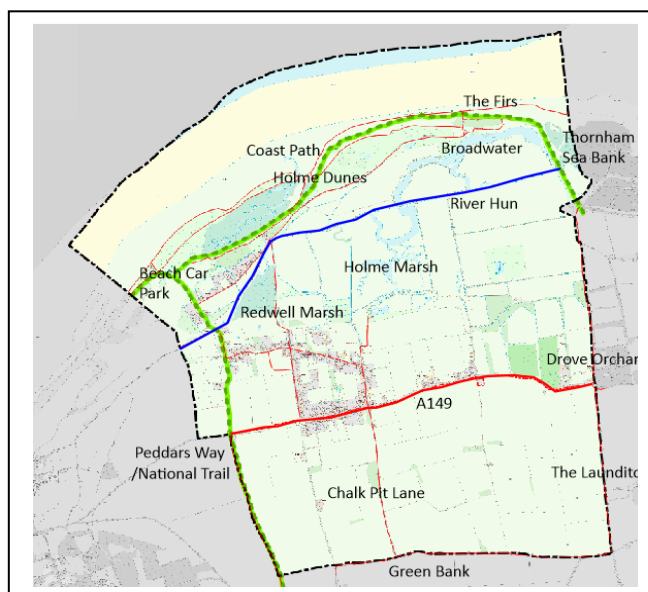 The Firs
Thornham
Sea Bank
Broadwater
Coast Path
Holme Dunes
River Hun
Beach Car
Park
Holme Marsh
Redwell Marsh
Drove Orchar
A149
Peddars Way
/National Trail
The Laundito
Chalk Pit Lane
Green Bank